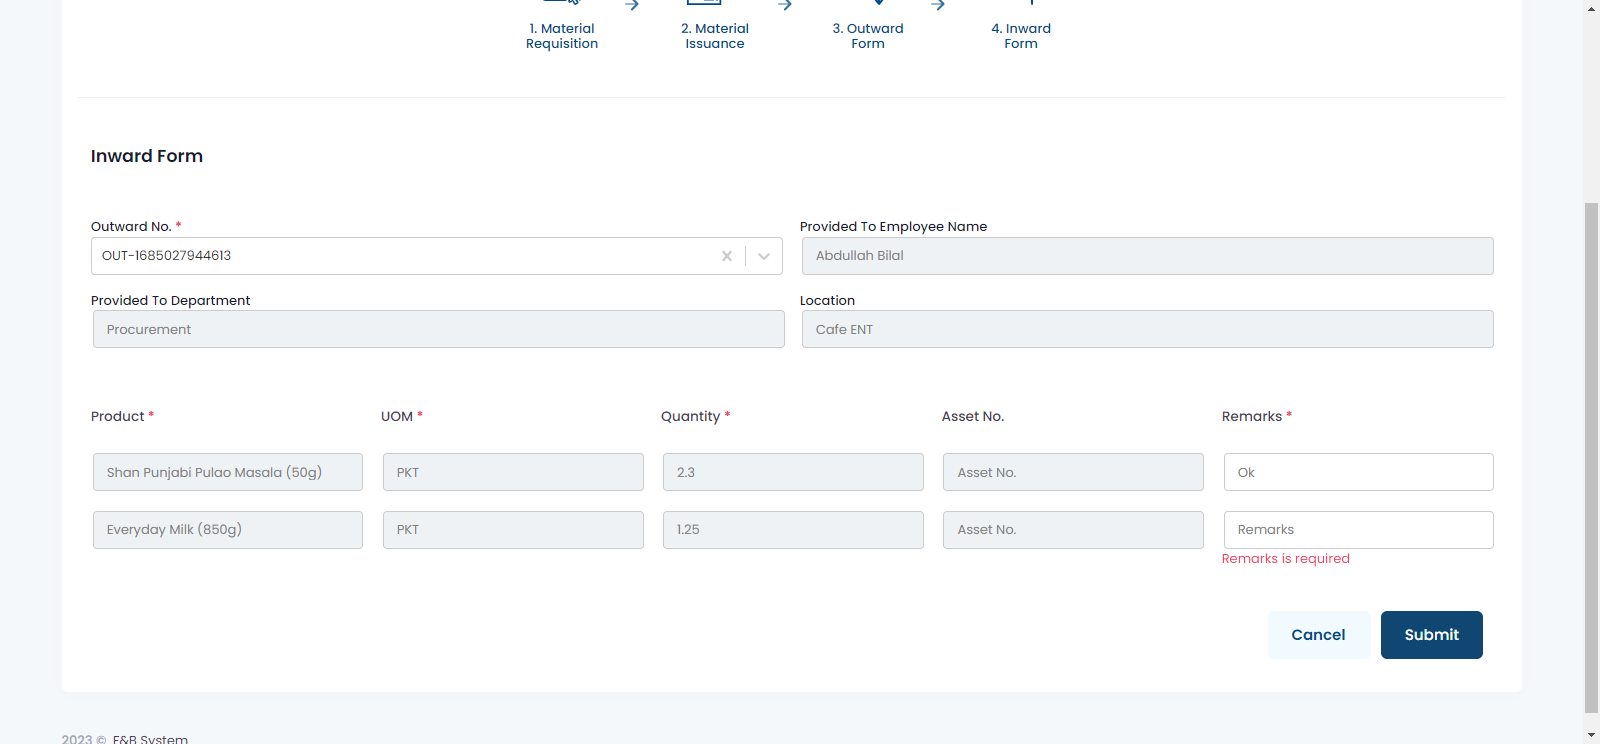 1. Material
Requisition
2. Material
Issuance
3. Outward
Form
4. Inward
Form
Inward Form
Outward No. *
Provided To Employee Name
OUT-1685027944613
Abdullah Bilal
Provided To Department
Location
Procurement
Cafe ENT
Product * UOM * Quantity * Asset No. Remarks *
Shan Punjabi Pulao Masala (50g) PKT 2.3 Asset No. Ok
Everyday Milk (850g) PKT 1.25 Asset No. Remarks
Remarks is required
Cancel Submit
2023 © F&B System